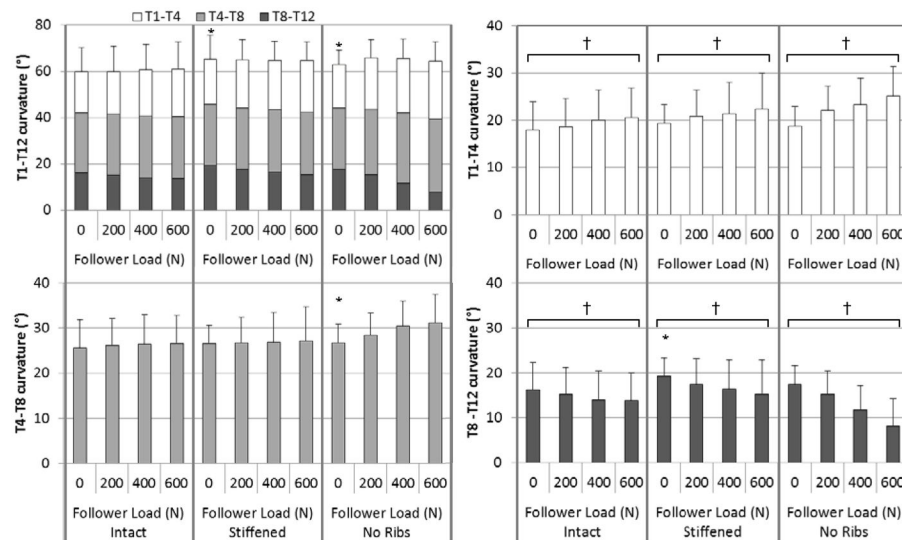 T1-T4 T4-T8 T8-T12
T1-T12 curvature (°)
80
60
40
20
0
* *
0 200 400 600 0 200 400 600 0 200 400 600
Follower Load (N) Follower Load (N) Follower Load (N)
T4-T8 curvature (°)
40
30
20
10
0
*
0 200 400 600 0 200 400 600 0 200 400 600
Follower Load (N) Follower Load (N) Follower Load (N)
Intact Stiffened No Ribs
T1-T4 curvature (°)
40
30
20
10
0
† † †
0 200 400 600 0 200 400 600 0 200 400 600
Follower Load (N) Follower Load (N) Follower Load (N)
T8 -T12 curvature (°)
40
30
20
10
0
† † †
*
0 200 400 600 0 200 400 600 0 200 400 600
Follower Load (N) Follower Load (N) Follower Load (N)
Intact Stiffened No Ribs